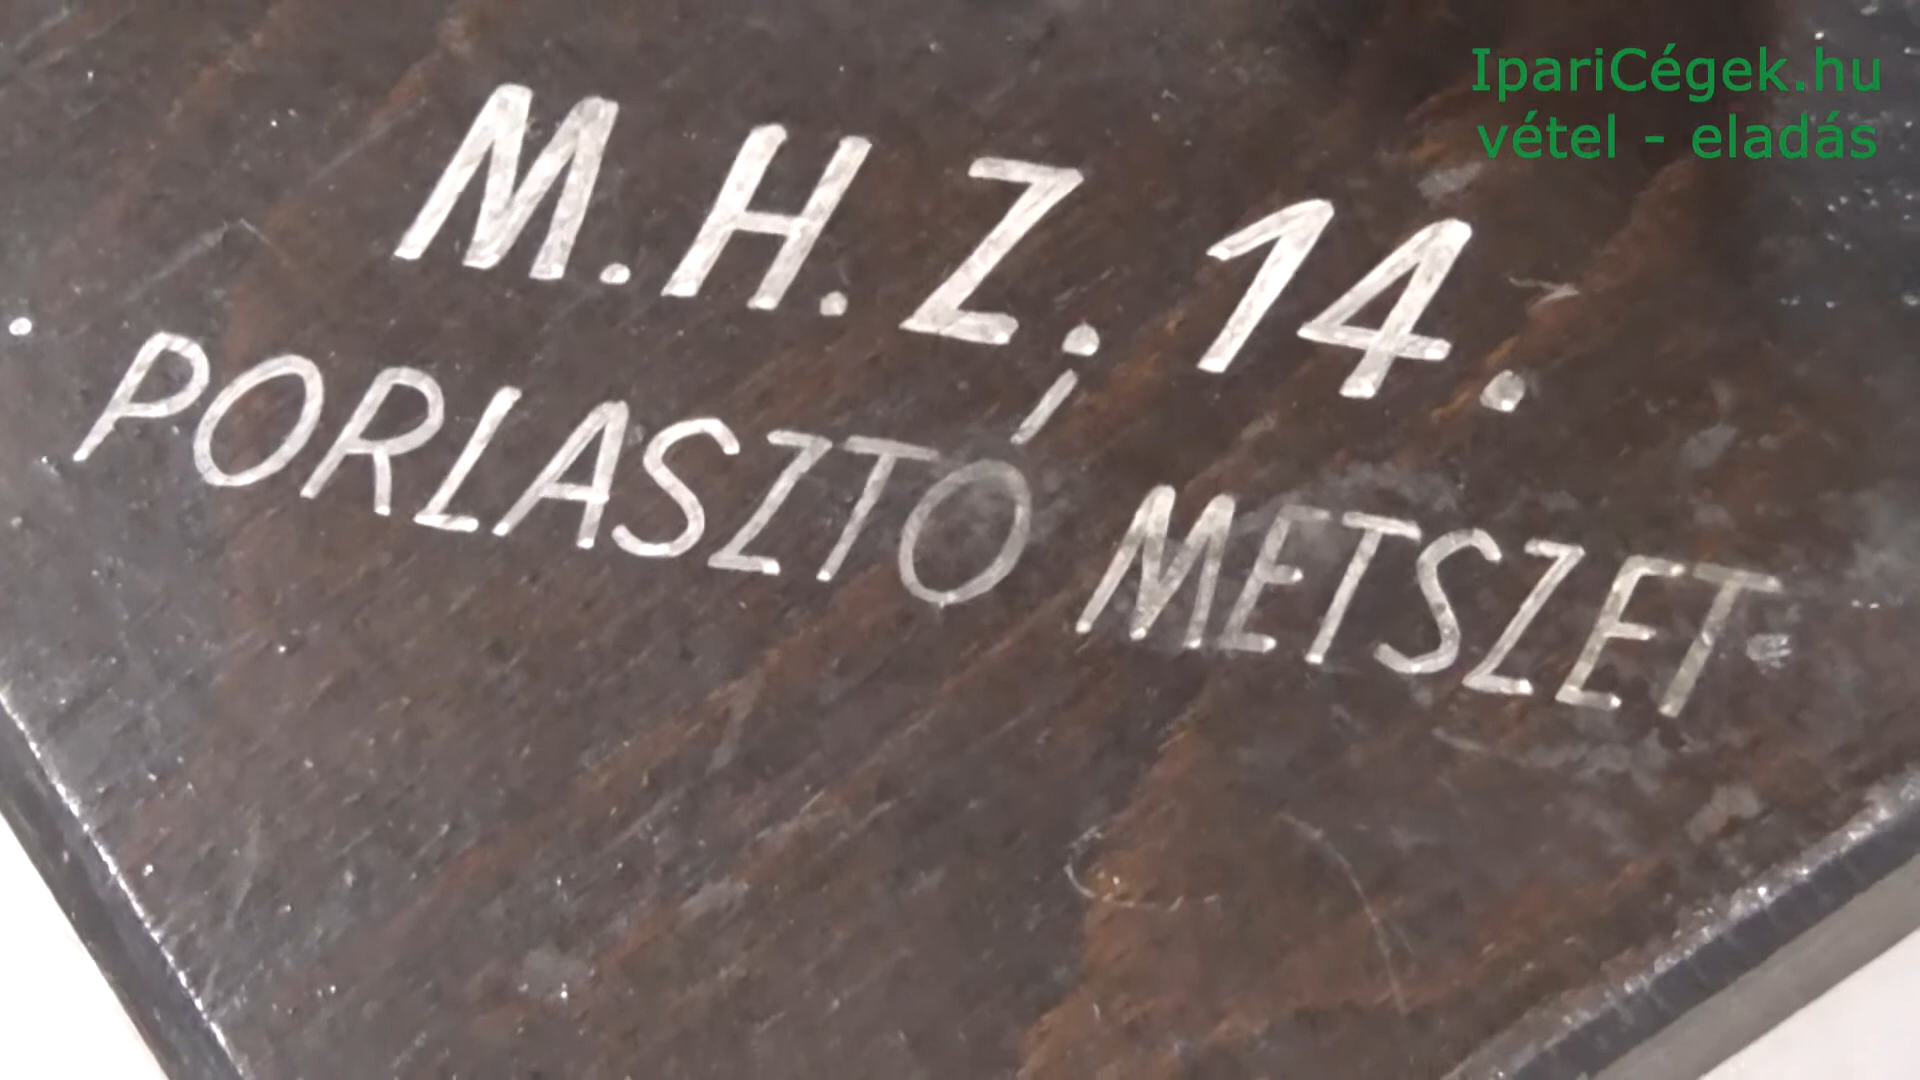 IpariCégek.hu
vétel - eladás
M.H.Z. 14.
PORLASZTÓ METSZET